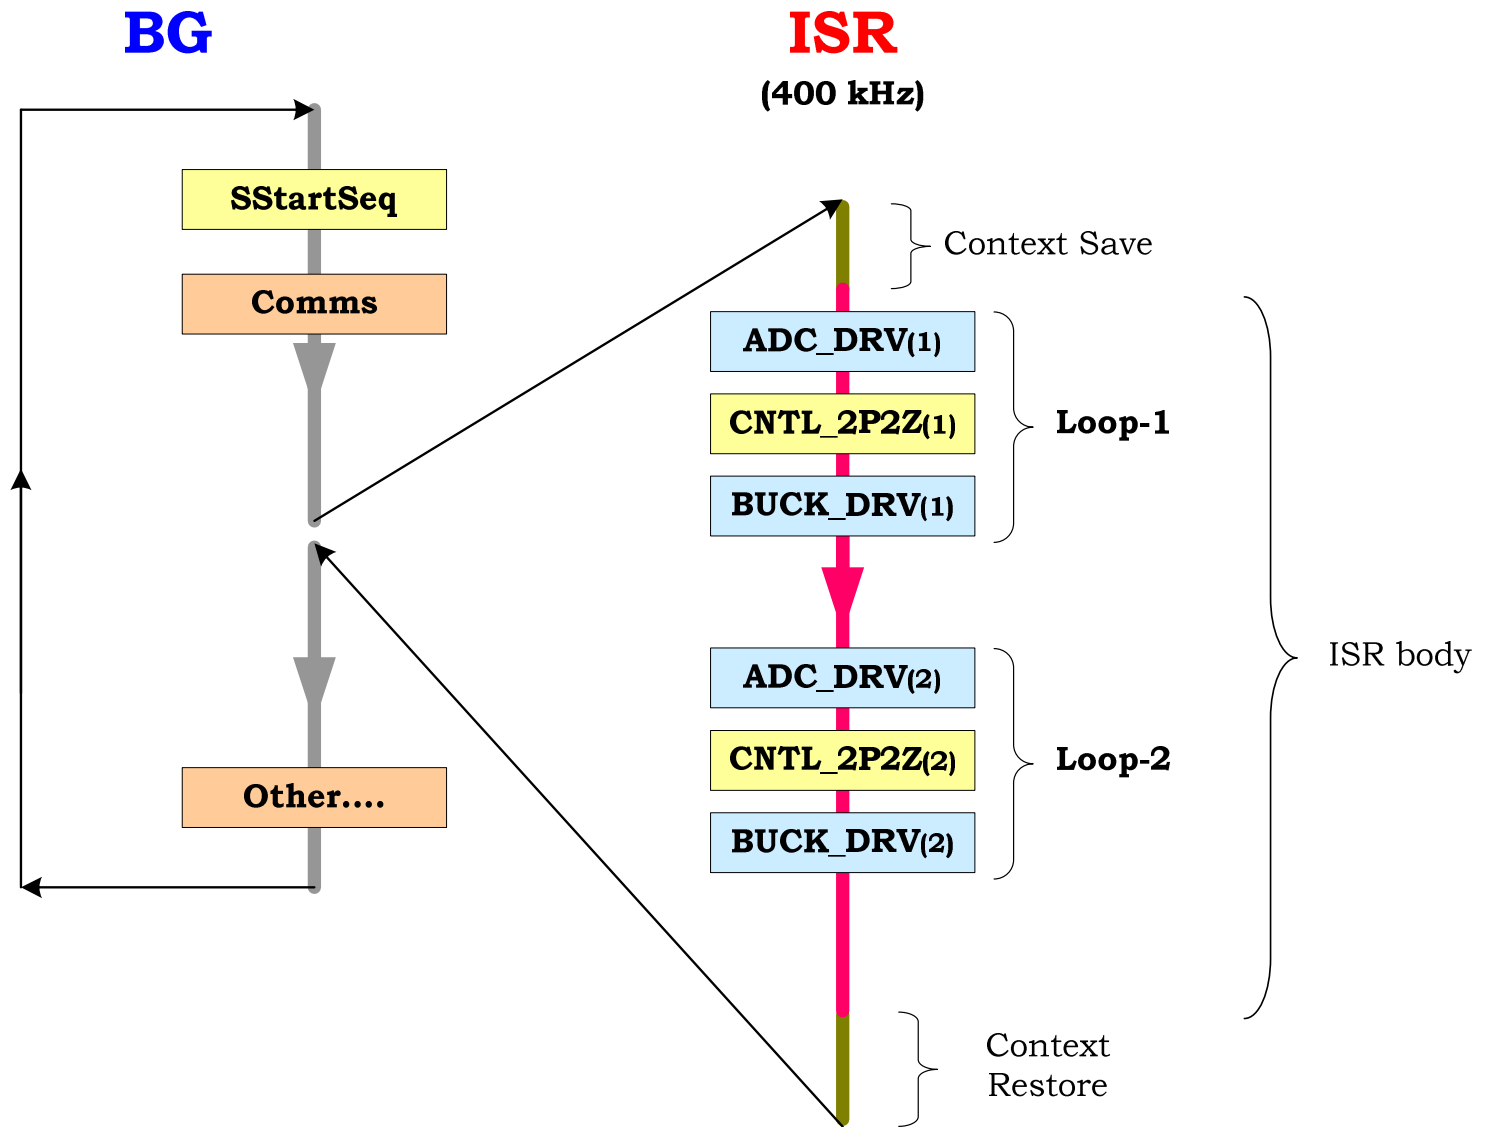 BG
ISR
(400 kHz)
SStartSeq
Comms
Other....
Context Save
ADC_DRV(1)
CNTL_2P2Z(1)
BUCK_DRV(1)
Loop-1
ADC_DRV(2)
CNTL_2P2Z(2)
BUCK_DRV(2)
Loop-2
ISR body
Context
Restore